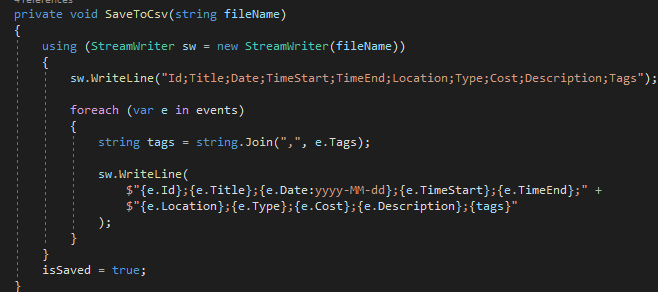 4 references
private void SaveToCsv(string fileName)
{
using (StreamWriter sw = new StreamWriter(fileName))
{
sw.WriteLine("Id;Title;Date;TimeStart;TimeEnd;Location;Type;Cost;Description;Tags");
foreach (var e in events)
{
string tags = string.Join(",", e.Tags);
sw.WriteLine(
$"{e.Id};{e.Title};{e.Date:yyyy-MM-dd};{e.TimeStart};{e.TimeEnd};" +
$"{e.Location};{e.Type};{e.Cost};{e.Description};{tags}"
);
}
}
isSaved = true;
}